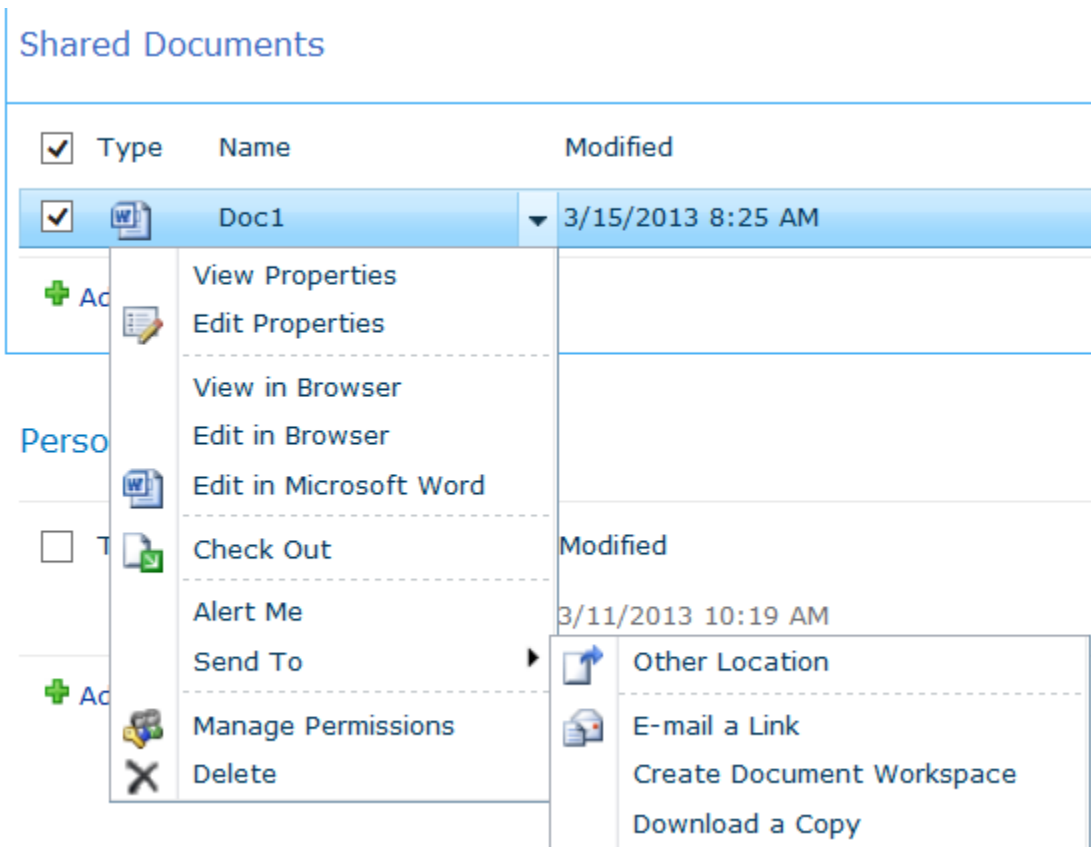 Shared Documents
Type Name Modified
Doc1 3/15/2013 8:25 AM
View Properties
Edit Properties
View in Browser
Edit in Browser
Edit in Microsoft Word
Check Out
Modified
Alert Me
3/11/2013 10:19 AM
Send To
Manage Permissions
Delete
Other Location
E-mail a Link
Create Document Workspace
Download a Copy